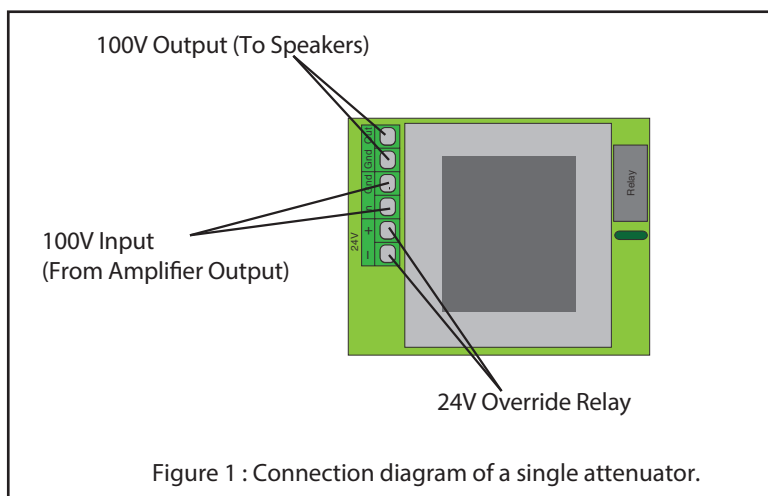 100V Output (To Speakers)
Out
Gnd
Gnd
In
+
−
24V
Relay
100V Input
(From Amplifier Output)
24V Override Relay
Figure 1 : Connection diagram of a single attenuator.